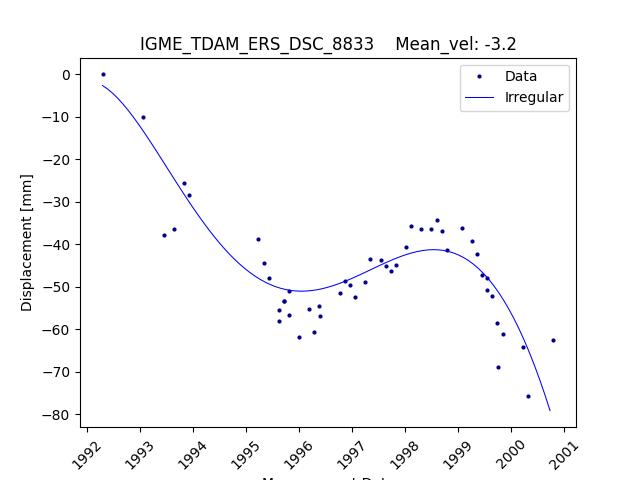 IGME_TDAM_ERS_DSC_8833    Mean_vel: -3.2
Data
Irregular
Displacement [mm]
0
−10
−20
−30
−40
−50
−60
−70
−80
1992 1993 1994 1995 1996 1997 1998 1999 2000 2001